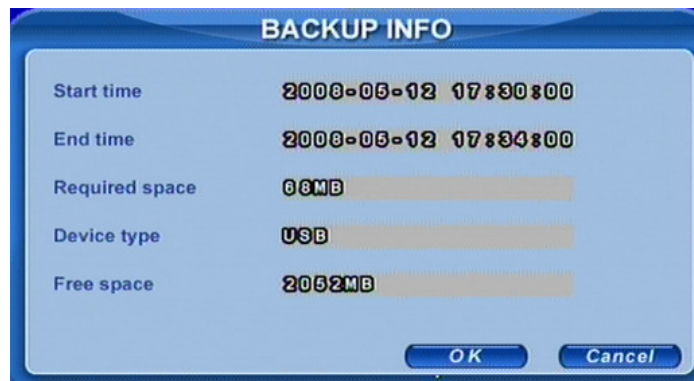 BACKUP INFO
Start time 2008-05-12 17:30:00
End time 2008-05-12 17:34:00
Required space 68MB
Device type USB
Free space 2052MB
OK Cancel